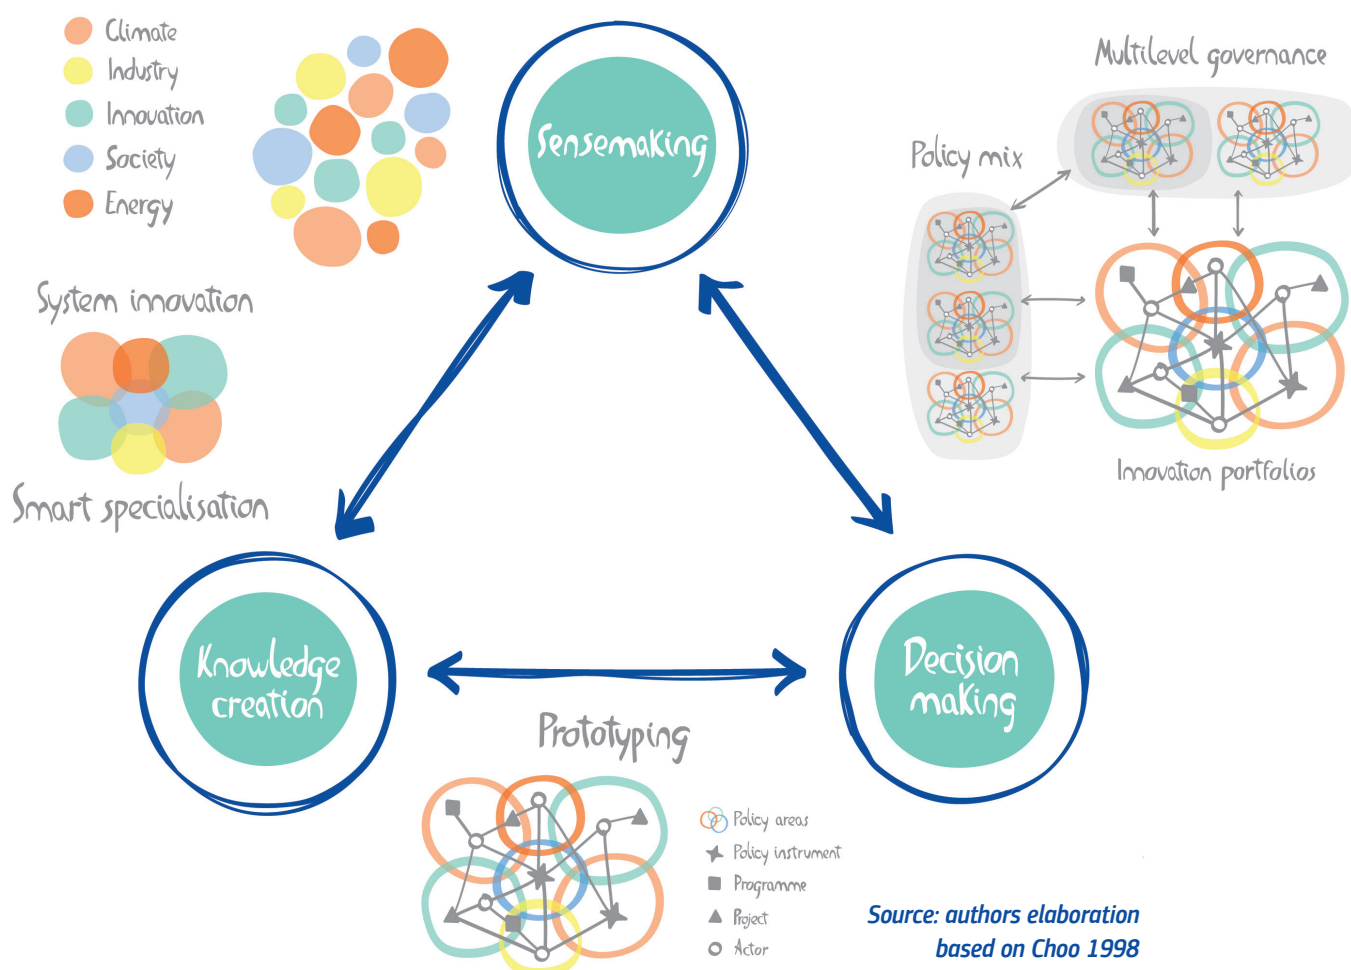 Climate
Industry
Innovation
Society
Energy
Sensemaking
Multilevel governance
Policy mix
Innovation portfolios
System innovation
Smart specialisation
Knowledge
creation
Decision
making
Prototyping
Policy areas
Policy instrument
Programme
Project
Actor
Source: authors elaboration
based on Choo 1998